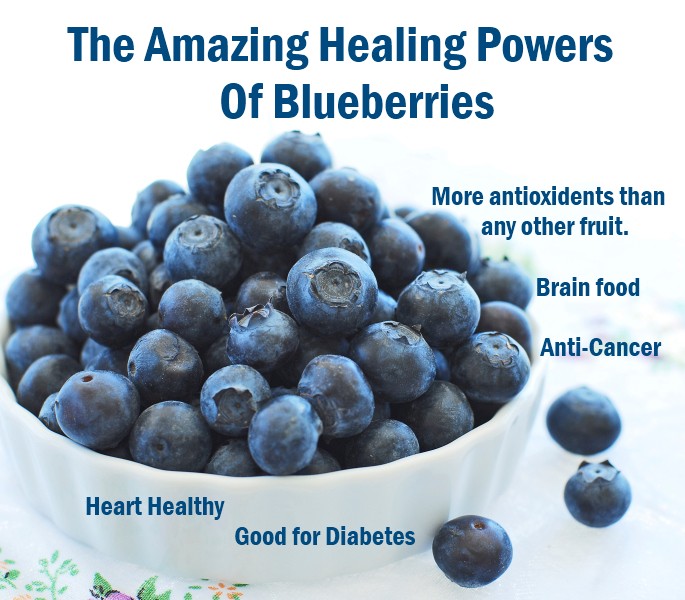 The Amazing Healing Powers
Of Blueberries
More antioxidents than
any other fruit.
Brain food
Anti-Cancer
Heart Healthy
Good for Diabetes